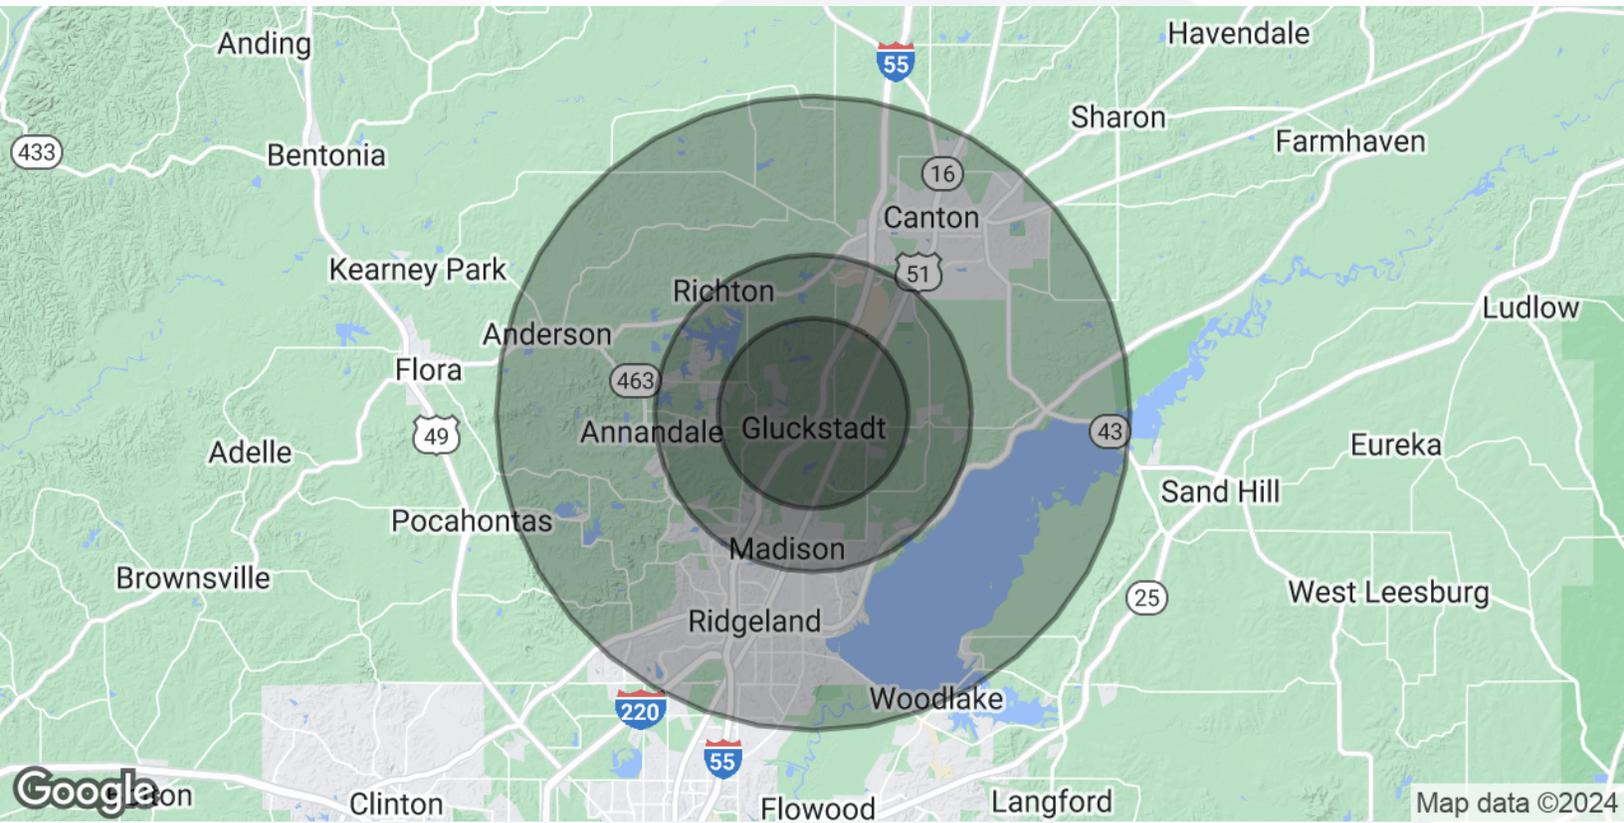 Havendale
Anding
55
Sharon
Farmhaven
433
Bentonia
16
Canton
Kearney Park
51
Richton
Ludlow
Anderson
Flora
463
49
Annandale
Gluckstadt
43
Adelle
Eureka
Sand Hill
Pocahontas
Madison
Brownsville
West Leesburg
25
Ridgeland
Woodlake
220
55
Google
Clinton
Flowood
Langford
Map data ©2024